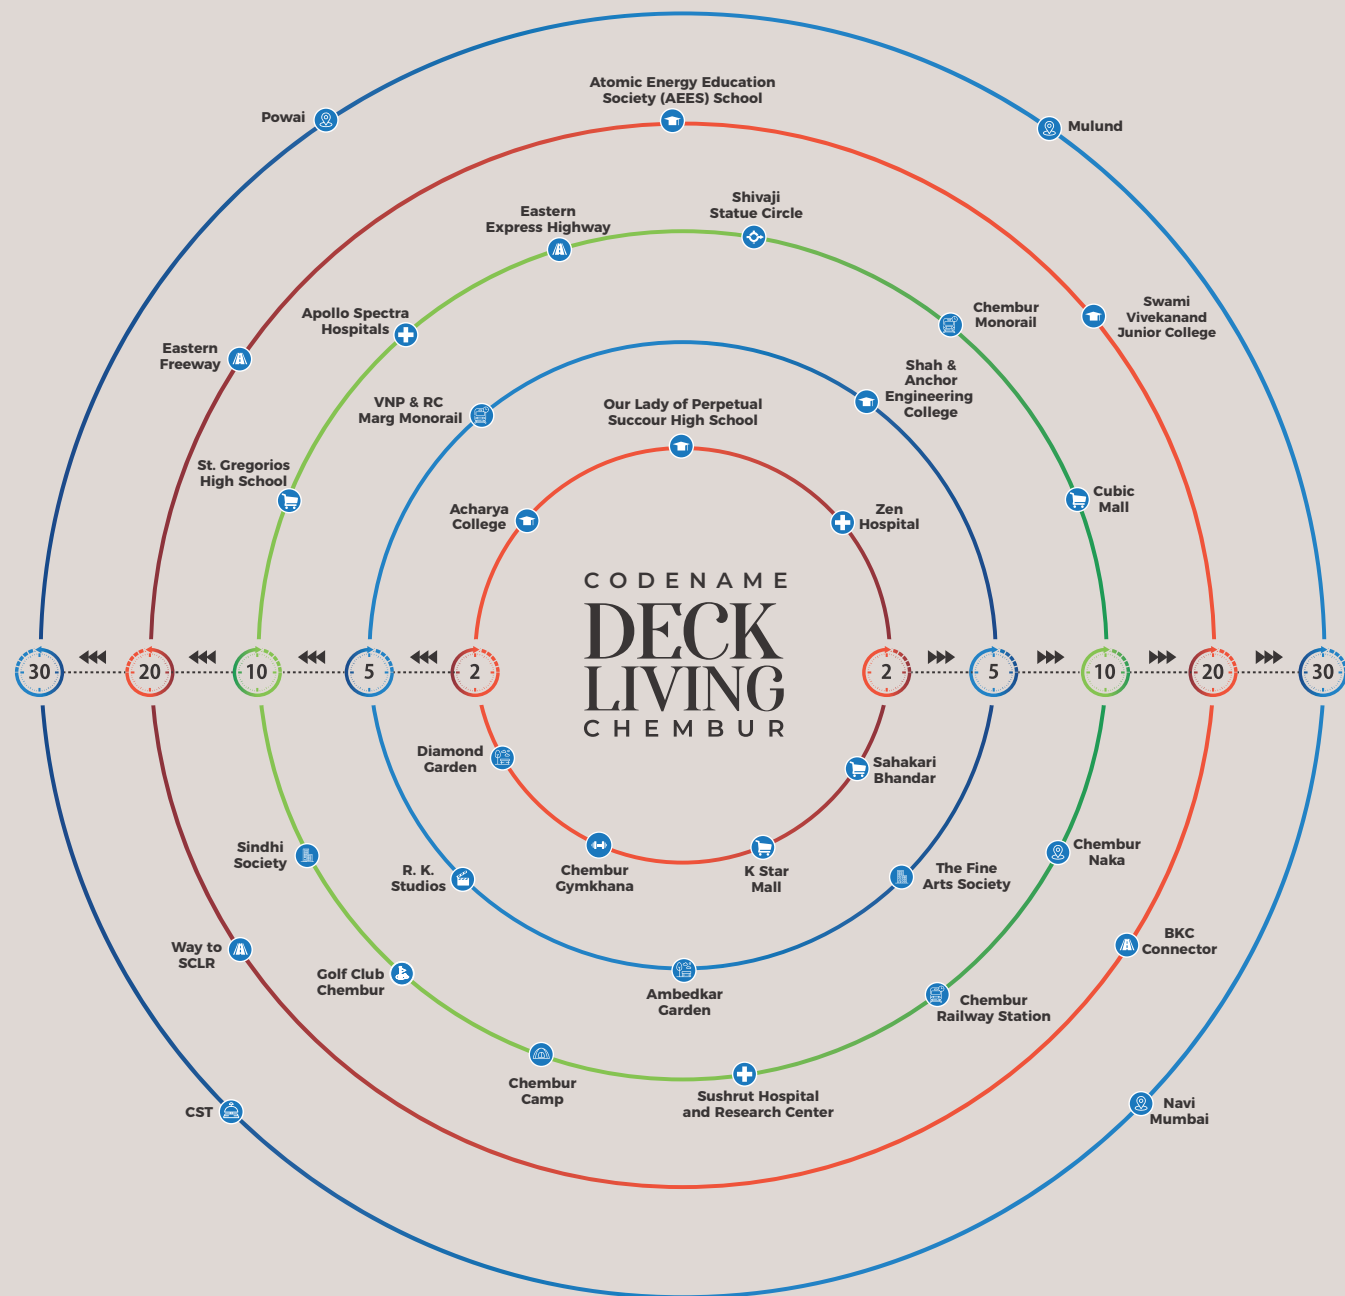 Atomic Energy Education
Society (AEES) School
Powai
Mulund
Shivaji
Statue Circle
Eastern
Express Highway
Chembur
Monorail
Swami
Vivekanand
Junior College
Apollo Spectra
Hospitals
Eastern
Freeway
Shah &
Anchor
Engineering
College
VNP & RC
Marg Monorail
Our Lady of Perpetual
Succour High School
St. Gregorios
High School
Cubic
Mall
Acharya
College
Zen
Hospital
CODENAME
DECK
LIVING
CHEMBUR
30 20 10 5 2 2 5 10 20 30
Diamond
Garden
Sahakari
Bhandar
Sindhi
Society
Chembur
Naka
R. K.
Studios
Chembur
Gymkhana
K Star
Mall
The Fine
Arts Society
Way to
SCLR
BKC
Connector
Golf Club
Chembur
Ambedkar
Garden
Chembur
Railway Station
Chembur
Camp
Sushrut Hospital
and Research Center
CST
Navi
Mumbai